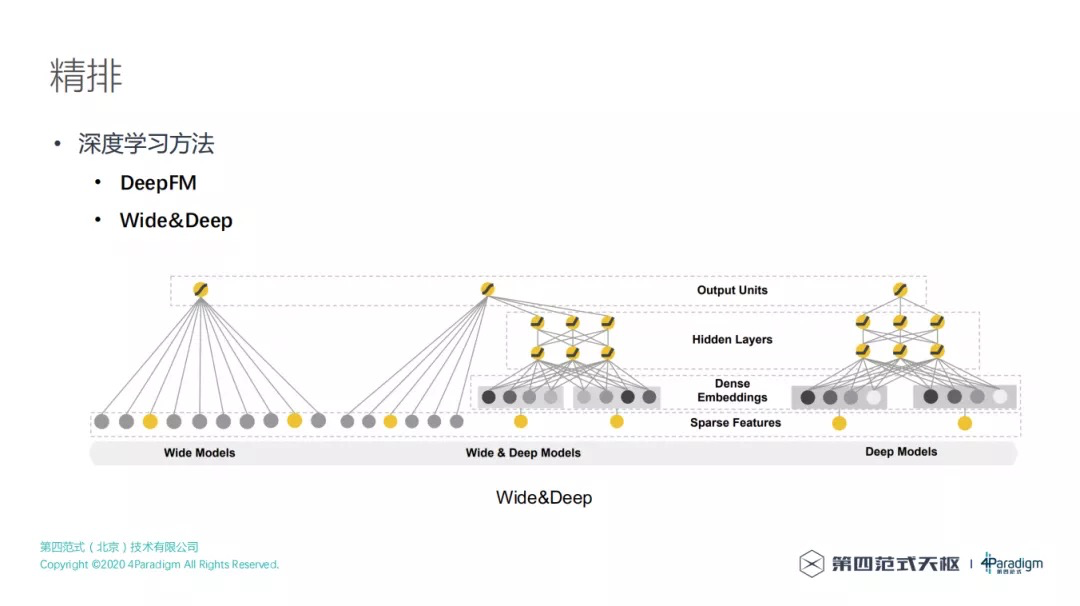 精排
• 深度学习方法
• DeepFM
• Wide&Deep
Output Units
Hidden Layers
Dense
Embeddings
Sparse Features
Wide Models
Wide & Deep Models
Deep Models
Wide&Deep
第四范式（北京）技术有限公司
Copyright ©2020 4Paradigm All Rights Reserved.
第四范式天枢 | 4Paradigm
第四范式